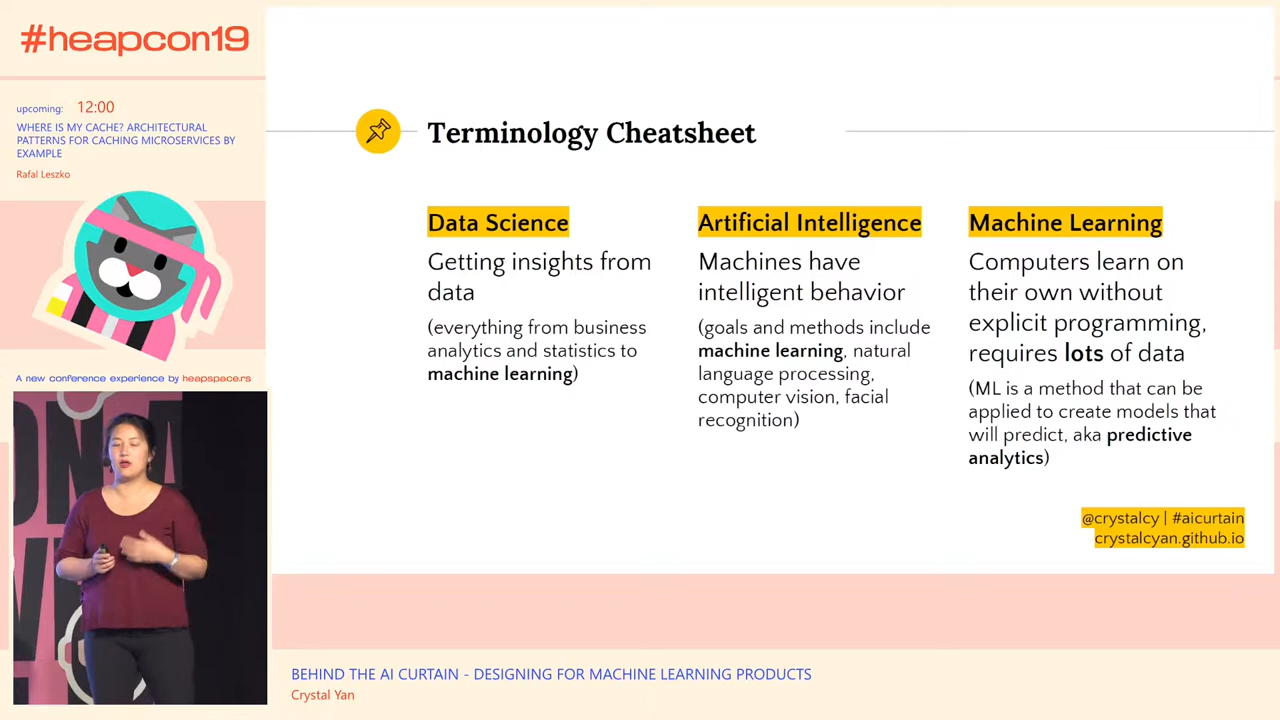 #heapcon19
upcoming: 12:00
WHERE IS MY CACHE? ARCHITECTURAL
PATTERNS FOR CACHING MICROSERVICES BY
EXAMPLE
Rafal Leszko
A new conference experience by heapspace.rs
Terminology Cheatsheet
Data Science
Getting insights from
data
(everything from business
analytics and statistics to
machine learning)
Artificial Intelligence
Machines have
intelligent behavior
(goals and methods include
machine learning, natural
language processing,
computer vision, facial
recognition)
Machine Learning
Computers learn on
their own without
explicit programming,
requires lots of data
(ML is a method that can be
applied to create models that
will predict, aka predictive
analytics)
@crystalcy | #aicurtain
crystalcyan.github.io
BEHIND THE AI CURTAIN - DESIGNING FOR MACHINE LEARNING PRODUCTS
Crystal Yan